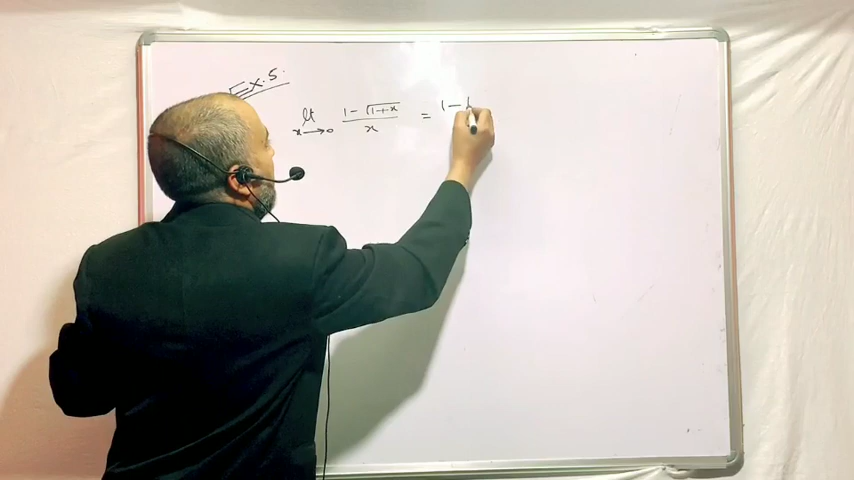 Ex.5.
lt x→0 (1 - √(1+x))/x = 1 -